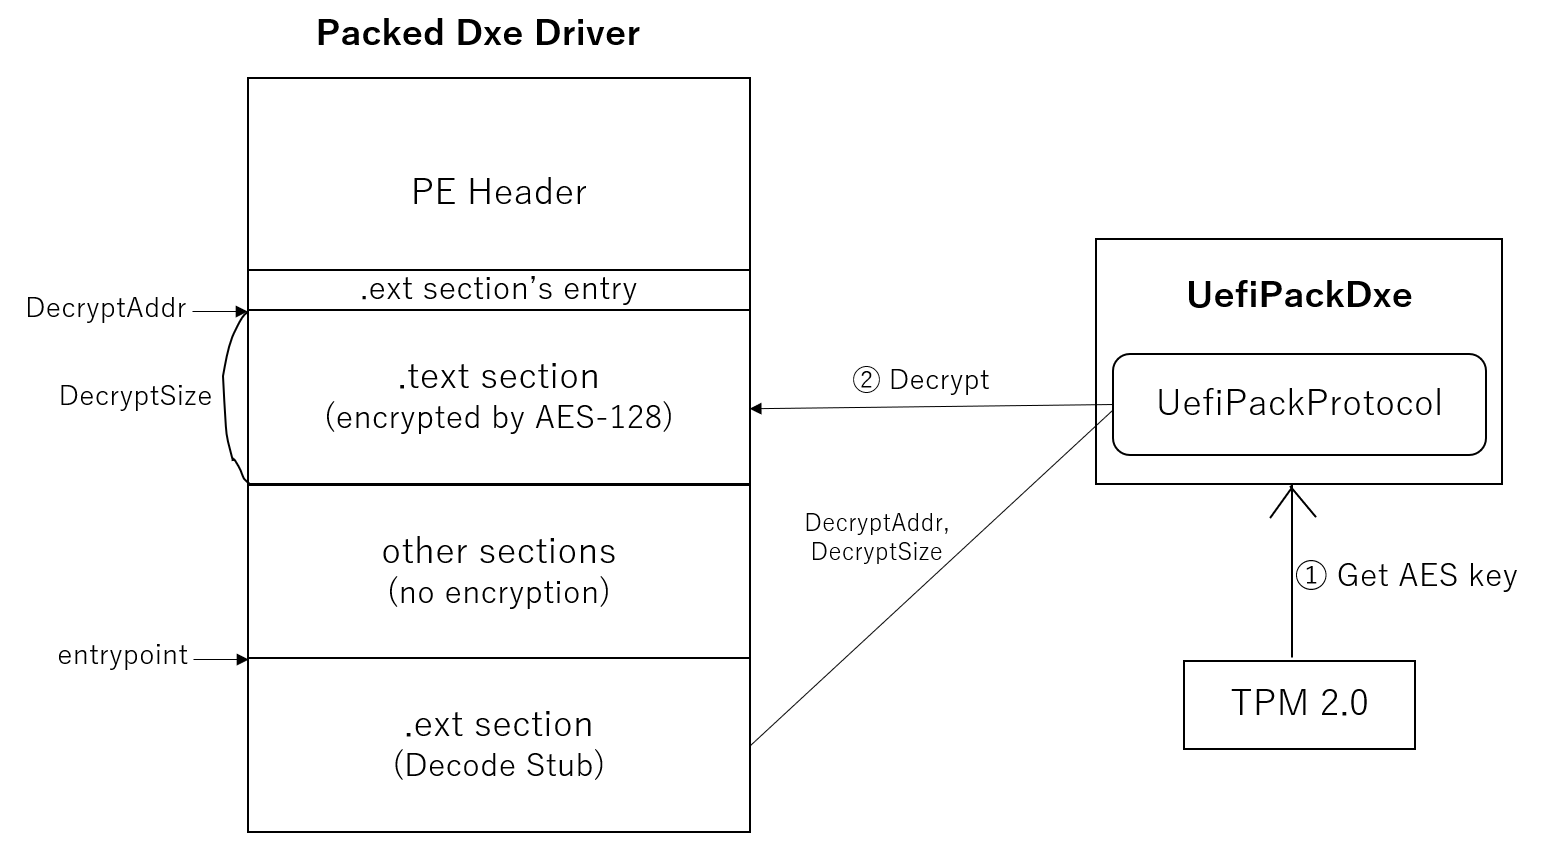 Packed Dxe Driver
PE Header
.ext section’s entry
DecryptAddr
DecryptSize
.text section
(encrypted by AES-128)
other sections
(no encryption)
entrypoint
.ext section
(Decode Stub)
② Decrypt
DecryptAddr,
DecryptSize
UefiPackDxe
UefiPackProtocol
① Get AES key
TPM 2.0